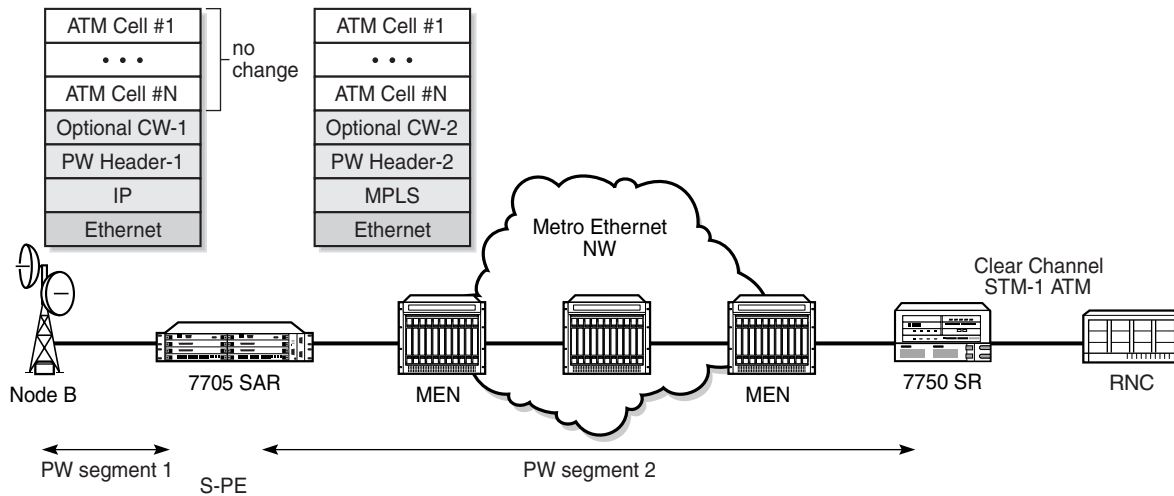 ATM Cell #1
• • •
ATM Cell #N
Optional CW-1
PW Header-1
IP
Ethernet
no
change
ATM Cell #1
• • •
ATM Cell #N
Optional CW-2
PW Header-2
MPLS
Ethernet
Metro Ethernet
NW
Clear Channel
STM-1 ATM
Node B
7705 SAR
MEN
MEN
7750 SR
RNC
PW segment 1
S-PE
PW segment 2